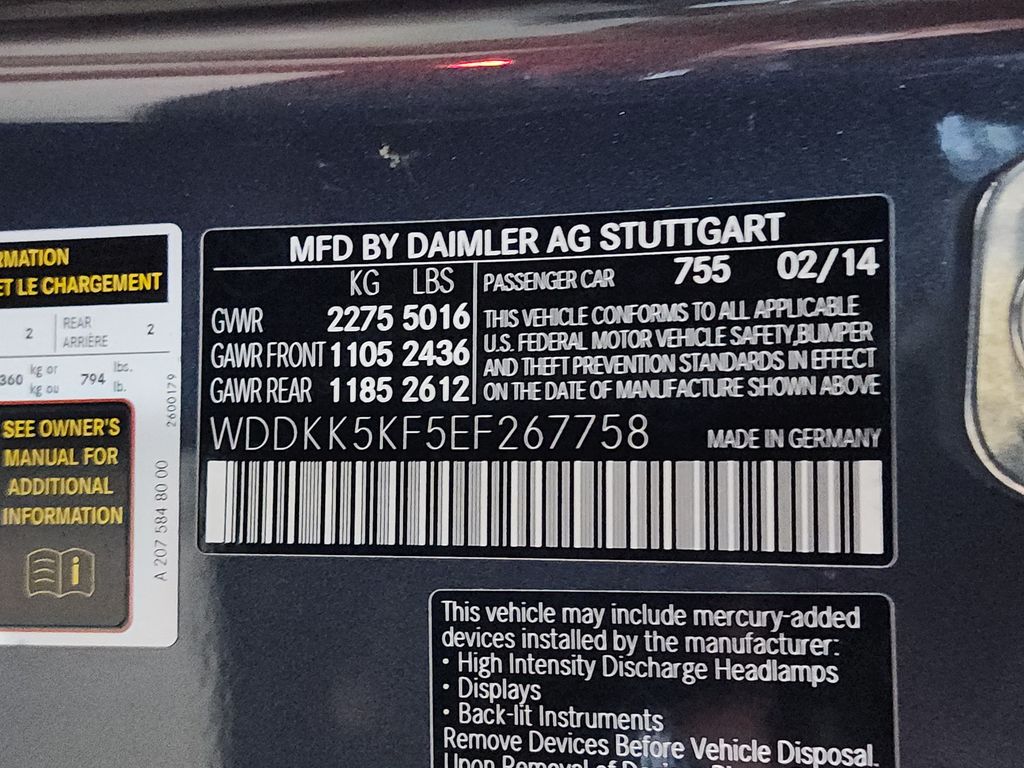 RMATION
ET LE CHARGEMENT
2 REAR ARRIÈRE 2
360 kg or kg ou 794 lbs. lb.
SEE OWNER'S
MANUAL FOR
ADDITIONAL
INFORMATION
2600179
A 207 584 80 00
MFD BY DAIMLER AG STUTTGART
KG LBS
GVWR 2275 5016
GAWR FRONT 1105 2436
GAWR REAR 1185 2612
PASSENGER CAR 755 02/14
THIS VEHICLE CONFORMS TO ALL APPLICABLE
U.S. FEDERAL MOTOR VEHICLE SAFETY,BUMPER
AND THEFT PREVENTION STANDARDS IN EFFECT
ON THE DATE OF MANUFACTURE SHOWN ABOVE
WDDKK5KF5EF267758 MADE IN GERMANY
This vehicle may include mercury-added
devices installed by the manufacturer:
• High Intensity Discharge Headlamps
• Displays
• Back-lit Instruments
Remove Devices Before Vehicle Disposal.
Upon Removal of